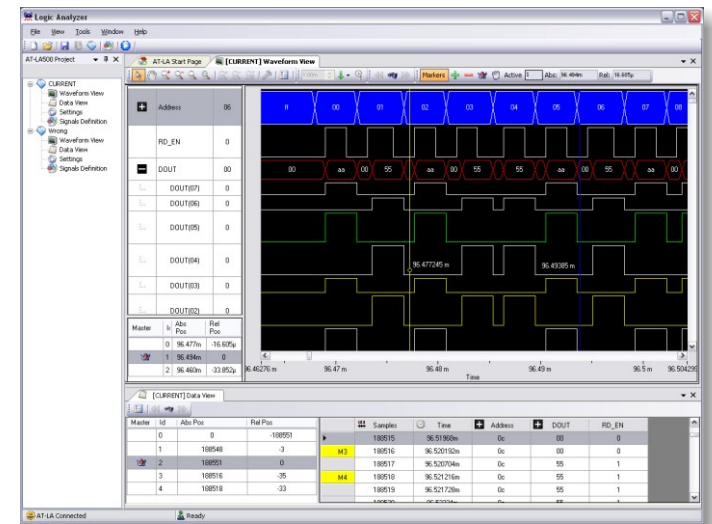 Logic Analyzer
File View Tools Window Help
AT-LA500 Project
AT-LA Start Page [CURRENT] Waveform View
Markers Active 1 Abs: 96.494m Rel: 16.605µ
CURRENT
Waveform View
Data View
Settings
Signals Definition
Wrong
Waveform View
Data View
Settings
Signals Definition
Address 06 ff 00 01 02 03 04 05 06 07 08
RD_EN 0
DOUT 00 00 aa 00 55 aa 00 55 55 aa 00 55 aa 00
DOUT(07) 0
DOUT(06) 0
DOUT(05) 0
DOUT(04) 0
96.477245 m 96.49385 m
DOUT(03) 0
DOUT(02) 0
Master Abs Pos Rel Pos
0 96.477m -16.605µ
1 96.494m 0
2 96.460m -33.852µ
96.46276 m 96.47 m 96.48 m 96.49 m 96.5 m 96.504295
Time
[CURRENT] Data View
Master Id Abs Pos Rel Pos
0 0 -188551
1 188548 -3
2 188551 0
3 188516 -35
4 188518 -33
Samples Time Address DOUT RD_EN
188515 96.51968m 0c 00 0
M3 188516 96.520192m 0c 00 0
188517 96.520704m 0c 55 1
M4 188518 96.521216m 0c 55 1
188519 96.521728m 0c 55 1
AT-LA Connected Ready